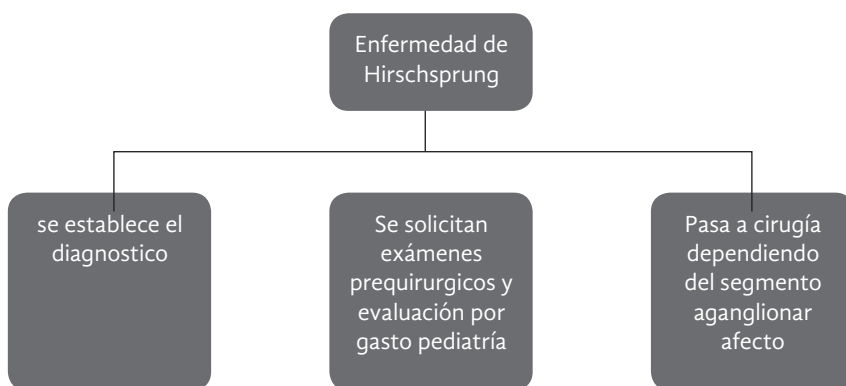 Enfermedad de
Hirschsprung
se establece el
diagnostico
Se solicitan
exámenes
prequirurgicos y
evaluación por
gasto pediatría
Pasa a cirugía
dependiendo
del segmento
aganglionar
afecto